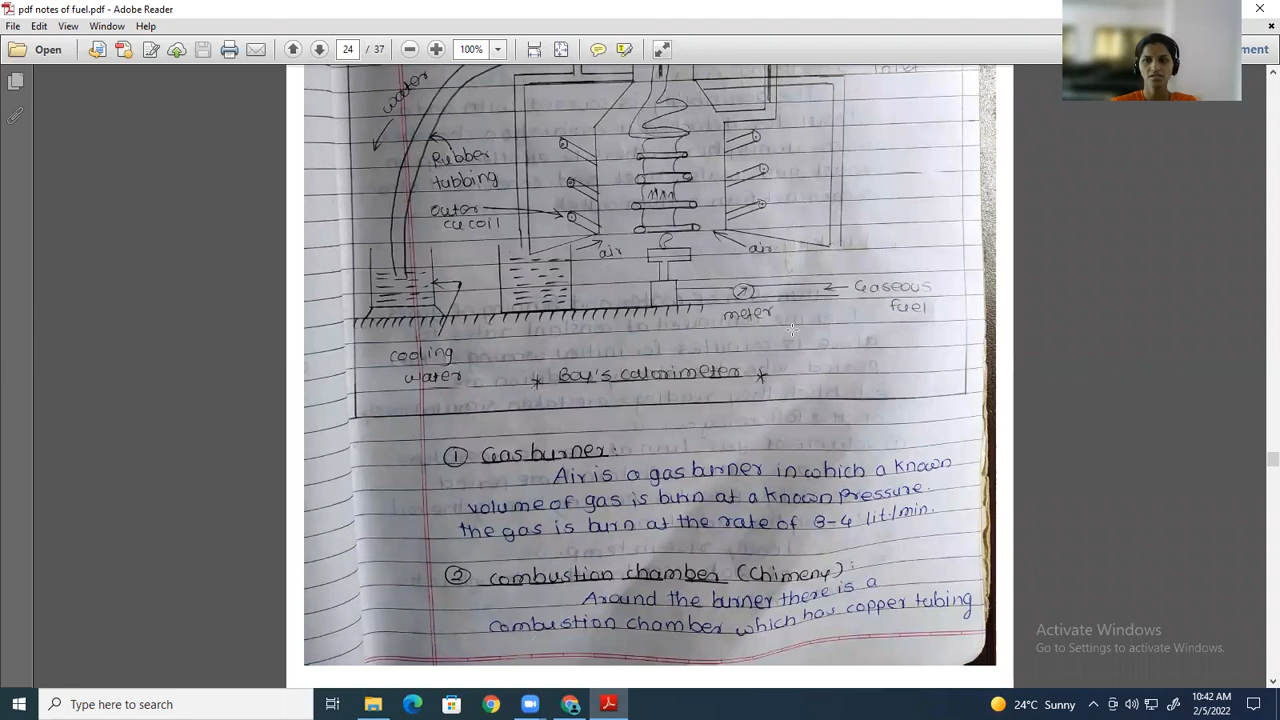 pdf notes of fuel.pdf - Adobe Reader
File Edit View Window Help
Open 24 / 37 100% Comment
water
Inlet
Rubber
tubbing
outer
cu coil
air
air
Gaseous
fuel
meter
cooling
water
* Boy's calorimeter *
① Gas burner:
Air is a gas burner in which a known
volume of gas is burn at a known pressure.
the gas is burn at the rate of 3-4 lit/min.
② combustion chamber (Chimeny):
Around the burner there is a
combustion chamber which has copper tubing
Activate Windows
Go to Settings to activate Windows.
Type here to search
24°C Sunny
10:42 AM
2/5/2022